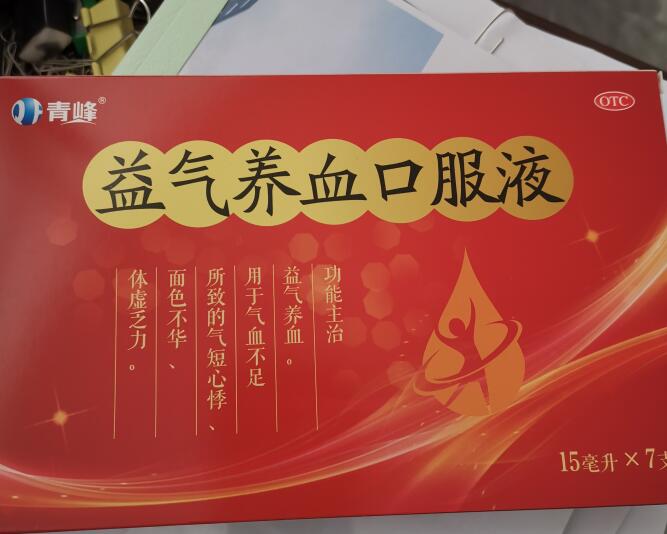 青峰®
OTC
益气养血口服液
功能主治
益气养血。
用于气血不足
所致的气短心悸、
面色不华、
体虚乏力。
15毫升×7支